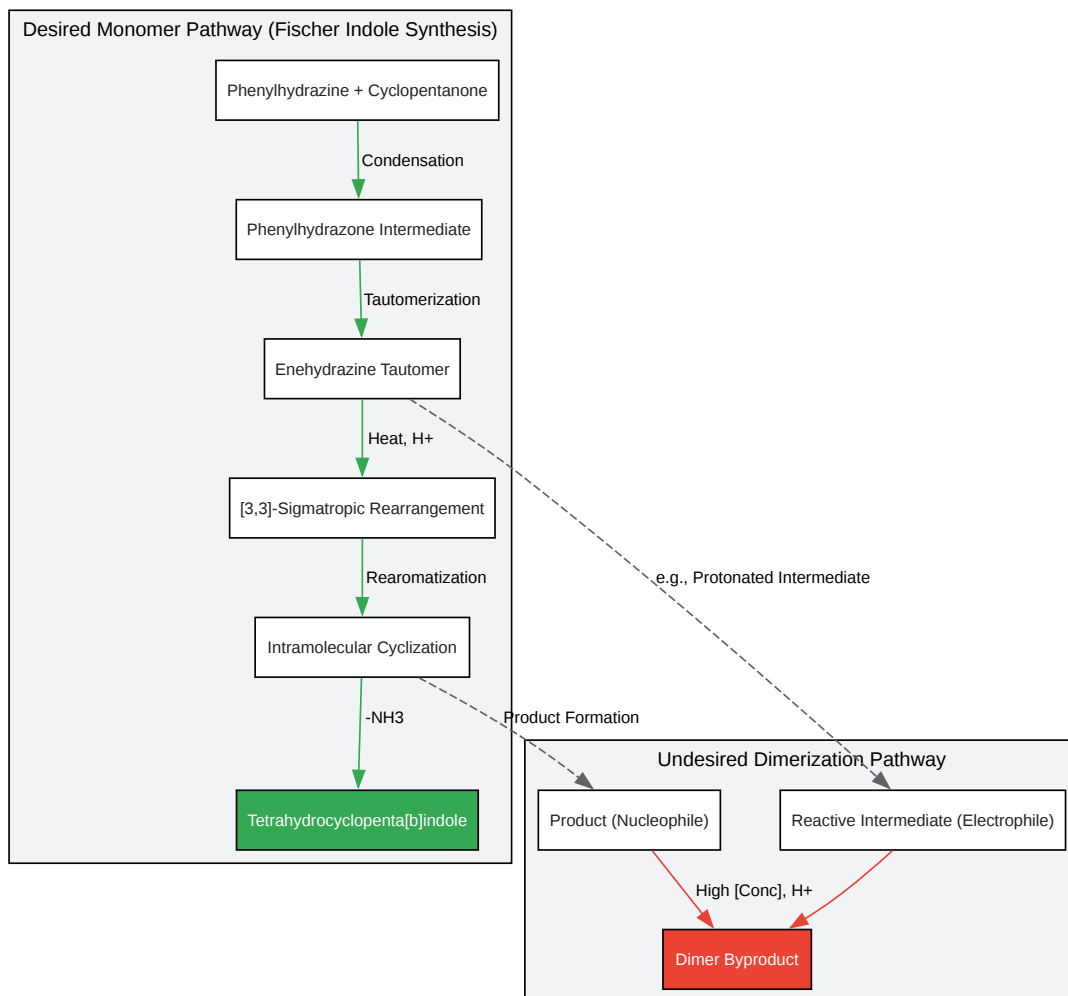 Desired Monomer Pathway (Fischer Indole Synthesis)
Phenylhydrazine + Cyclopentanone
Condensation
Phenylhydrazone Intermediate
Tautomerization
Enehydrazine Tautomer
Heat, H+
[3,3]-Sigmatropic Rearrangement
e.g., Protonated Intermediate
Rearomatization
Intramolecular Cyclization
-NH3
Product Formation
Undesired Dimerization Pathway
Tetrahydrocyclopenta[b]indole
Product (Nucleophile)
Reactive Intermediate (Electrophile)
High [Conc], H+
Dimer Byproduct